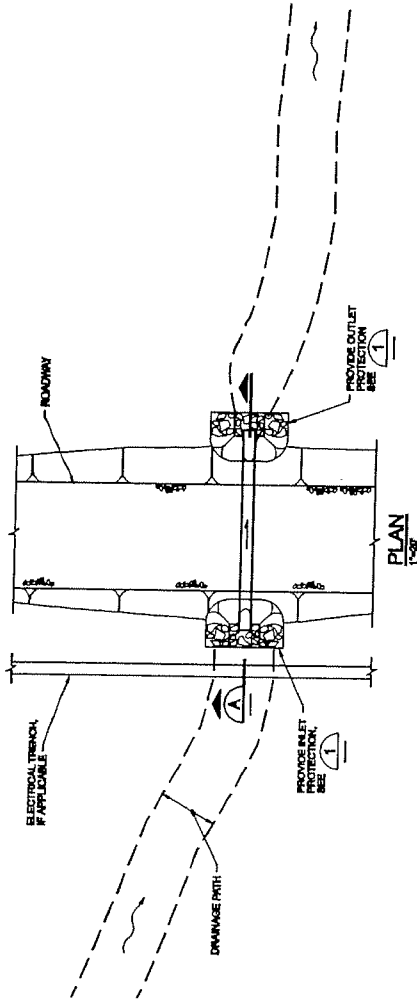 ELECTRICAL TRENCH,
IF APPLICABLE
ROADWAY
DRAINAGE PATH
A
PROVIDE INLET
PROTECTION,
SEE
1
PROVIDE OUTLET
PROTECTION
SEE
1
PLAN